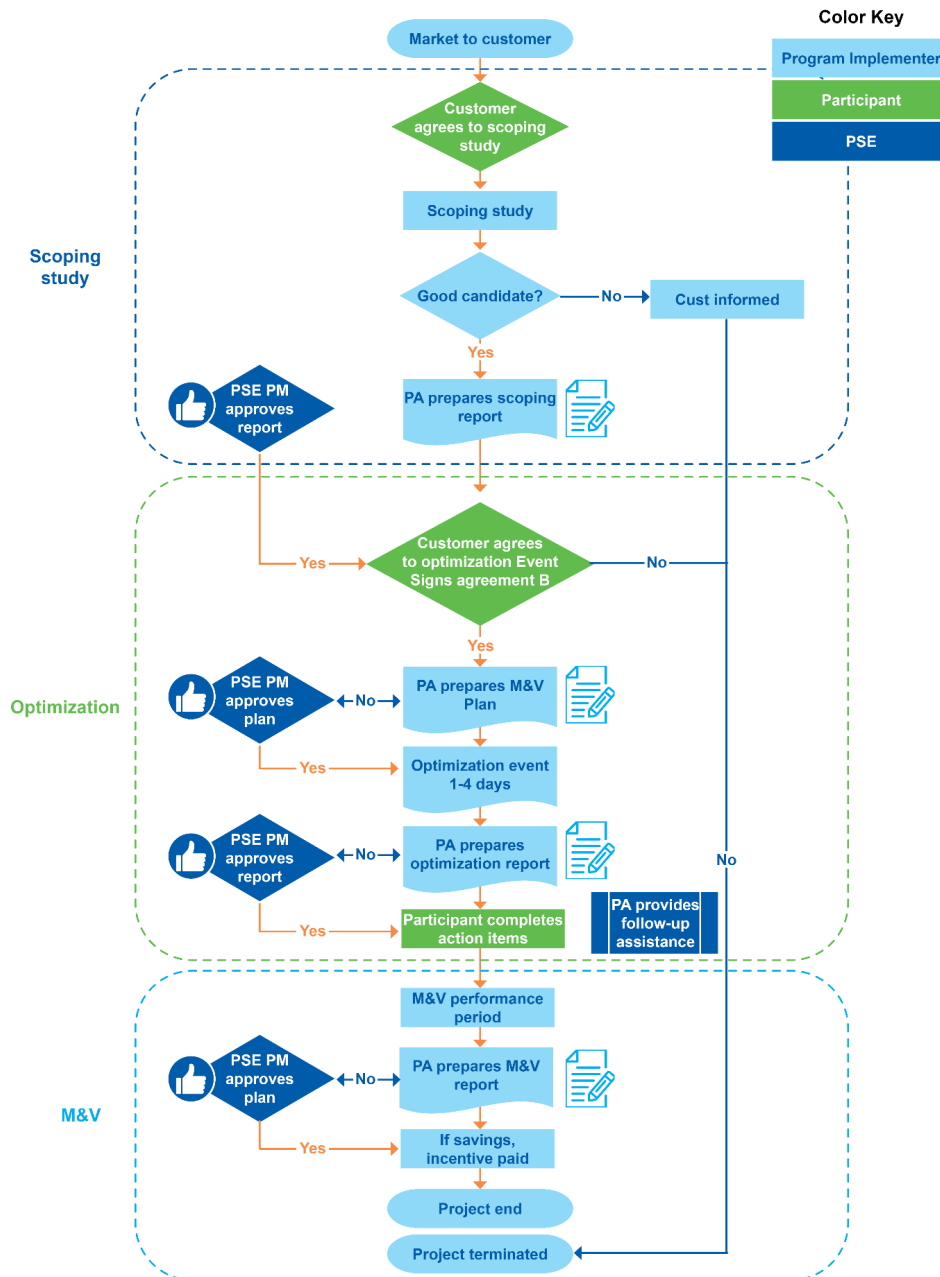 Color Key
Program Implementer
Participant
PSE
Market to customer
Customer
agrees to scoping
study
Scoping study
Scoping
study
Good candidate?
No
Cust informed
Yes
PSE PM
approves
report
PA prepares scoping
report
Customer agrees
to optimization Event
Signs agreement B
Yes
No
Yes
Optimization
PSE PM
approves
plan
No
PA prepares M&V
Plan
Yes
Optimization event
1-4 days
PSE PM
approves
report
No
PA prepares
optimization report
No
Yes
Participant completes
action items
PA provides
follow-up
assistance
M&V performance
period
M&V
PSE PM
approves
plan
No
PA prepares M&V
report
Yes
If savings,
incentive paid
Project end
Project terminated